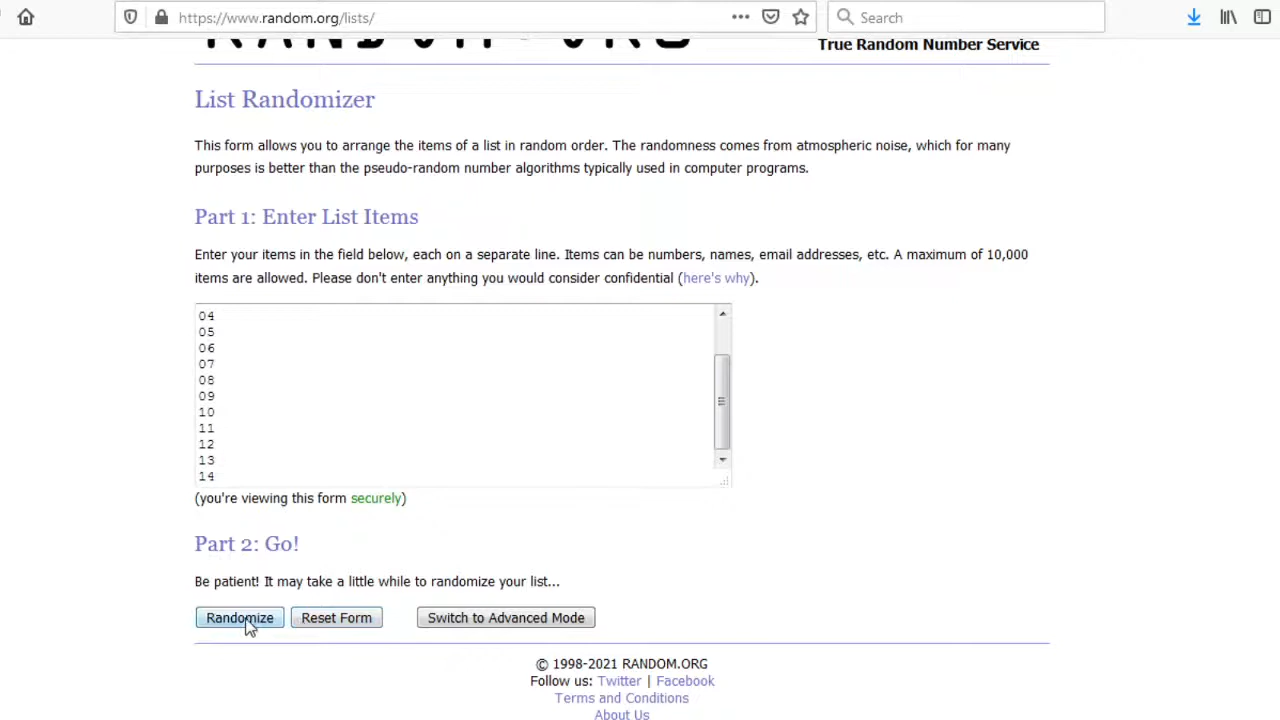 https://www.random.org/lists/
Search
True Random Number Service
List Randomizer
This form allows you to arrange the items of a list in random order. The randomness comes from atmospheric noise, which for many
purposes is better than the pseudo-random number algorithms typically used in computer programs.
Part 1: Enter List Items
Enter your items in the field below, each on a separate line. Items can be numbers, names, email addresses, etc. A maximum of 10,000
items are allowed. Please don't enter anything you would consider confidential (here's why).
04
05
06
07
08
09
10
11
12
13
14
(you're viewing this form securely)
Part 2: Go!
Be patient! It may take a little while to randomize your list...
Randomize Reset Form Switch to Advanced Mode
© 1998-2021 RANDOM.ORG
Follow us: Twitter | Facebook
Terms and Conditions
About Us